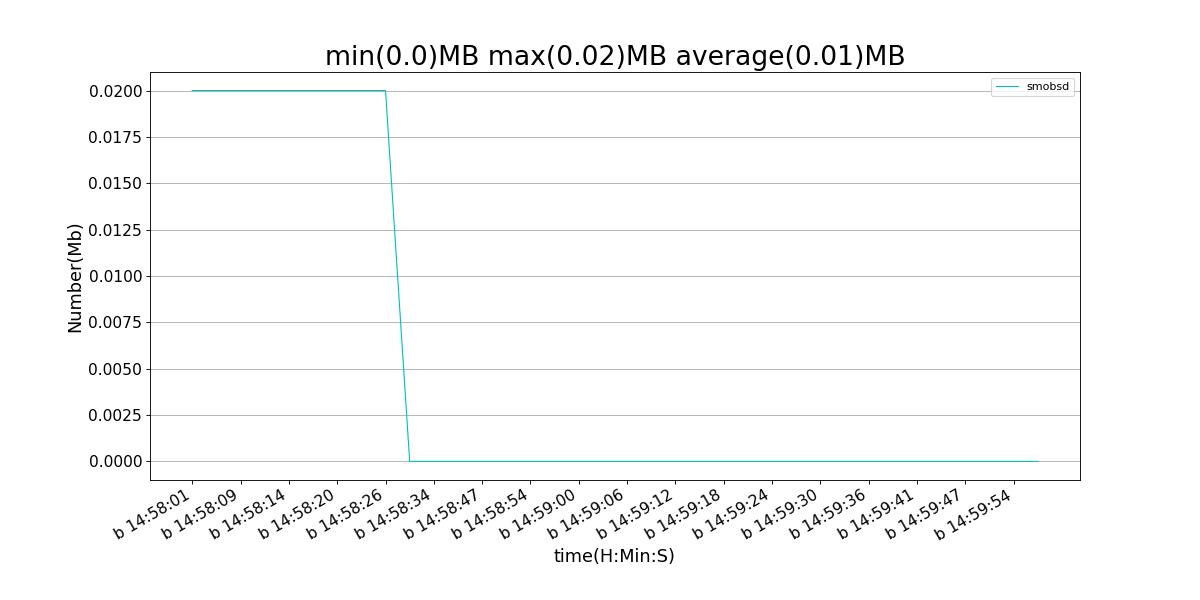 min(0.0)MB max(0.02)MB average(0.01)MB
smobsd
0.0200
0.0175
0.0150
0.0125
0.0100
0.0075
0.0050
0.0025
0.0000
Number(Mb)
b 14:58:01
b 14:58:09
b 14:58:14
b 14:58:20
b 14:58:26
b 14:58:34
b 14:58:47
b 14:58:54
b 14:59:00
b 14:59:06
b 14:59:12
b 14:59:18
b 14:59:24
b 14:59:30
b 14:59:36
b 14:59:41
b 14:59:47
b 14:59:54
time(H:Min:S)